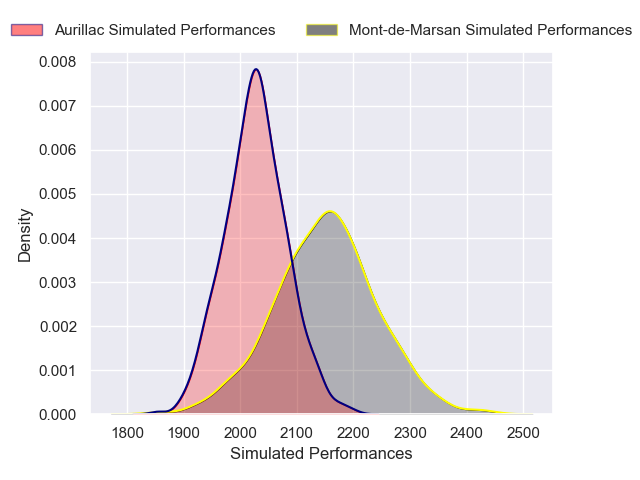 Aurillac Simulated Performances
Mont-de-Marsan Simulated Performances
0.008
0.007
0.006
0.005
0.004
0.003
0.002
0.001
0.000
Density
1800 1900 2000 2100 2200 2300 2400 2500
Simulated Performances